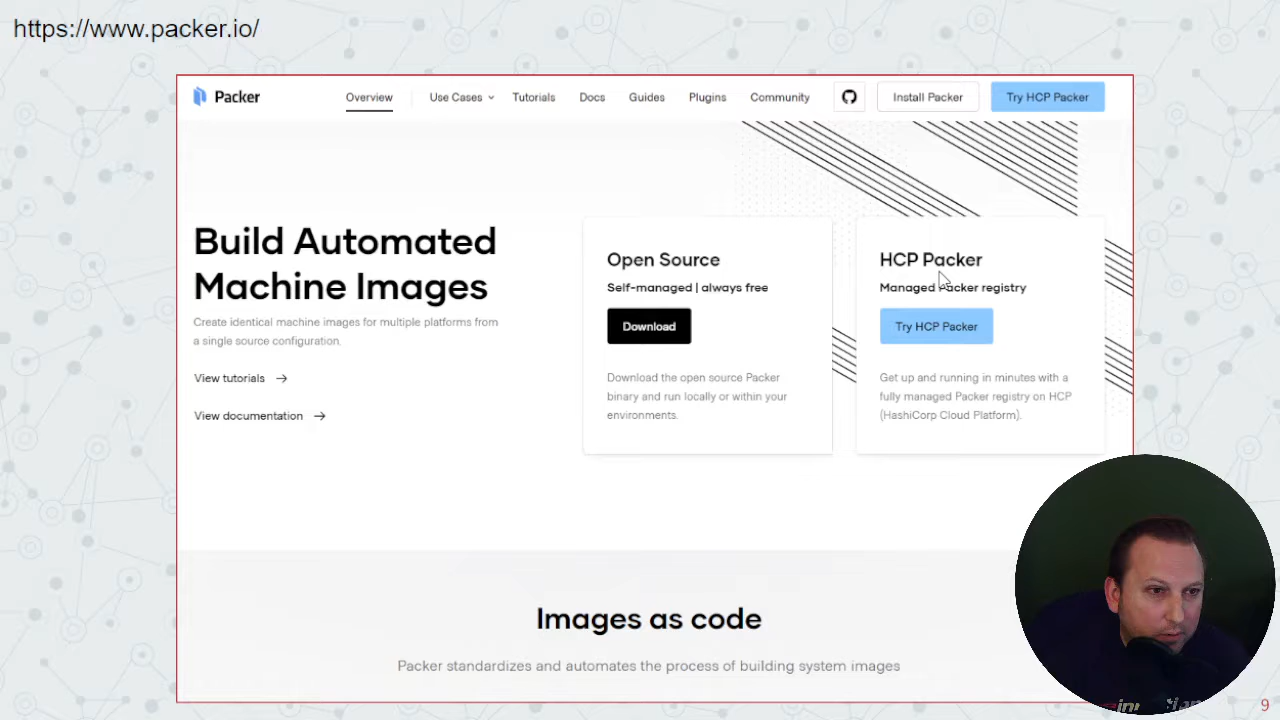 https://www.packer.io/
Packer
Overview
Use Cases
Tutorials
Docs
Guides
Plugins
Community
Install Packer
Try HCP Packer
Build Automated
Machine Images
Create identical machine images for multiple platforms from
a single source configuration.
View tutorials
View documentation
Open Source
Self-managed | always free
Download
Download the open source Packer
binary and run locally or within your
environments.
HCP Packer
Managed Packer registry
Try HCP Packer
Get up and running in minutes with a
fully managed Packer registry on HCP
(HashiCorp Cloud Platform).
Images as code
Packer standardizes and automates the process of building system images
9